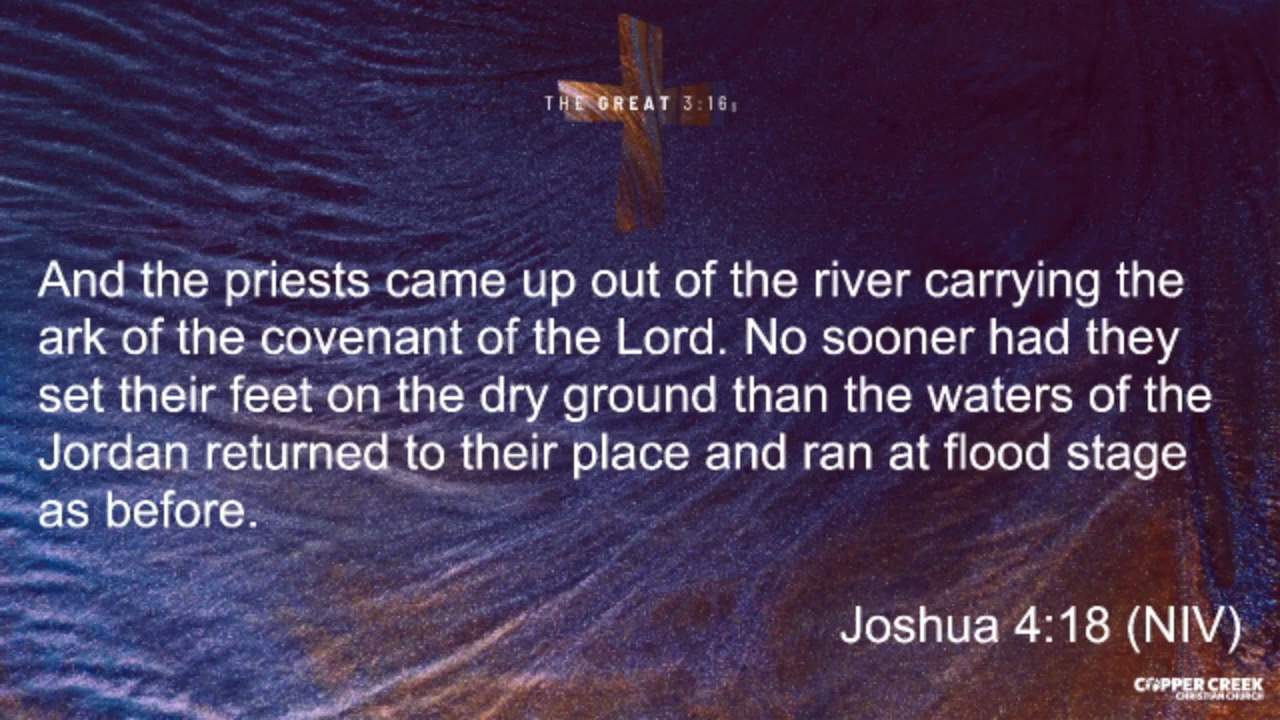 THE GREAT 3:16s
And the priests came up out of the river carrying the
ark of the covenant of the Lord. No sooner had they
set their feet on the dry ground than the waters of the
Jordan returned to their place and ran at flood stage
as before.
Joshua 4:18 (NIV)
COPPER CREEK
CHRISTIAN CHURCH